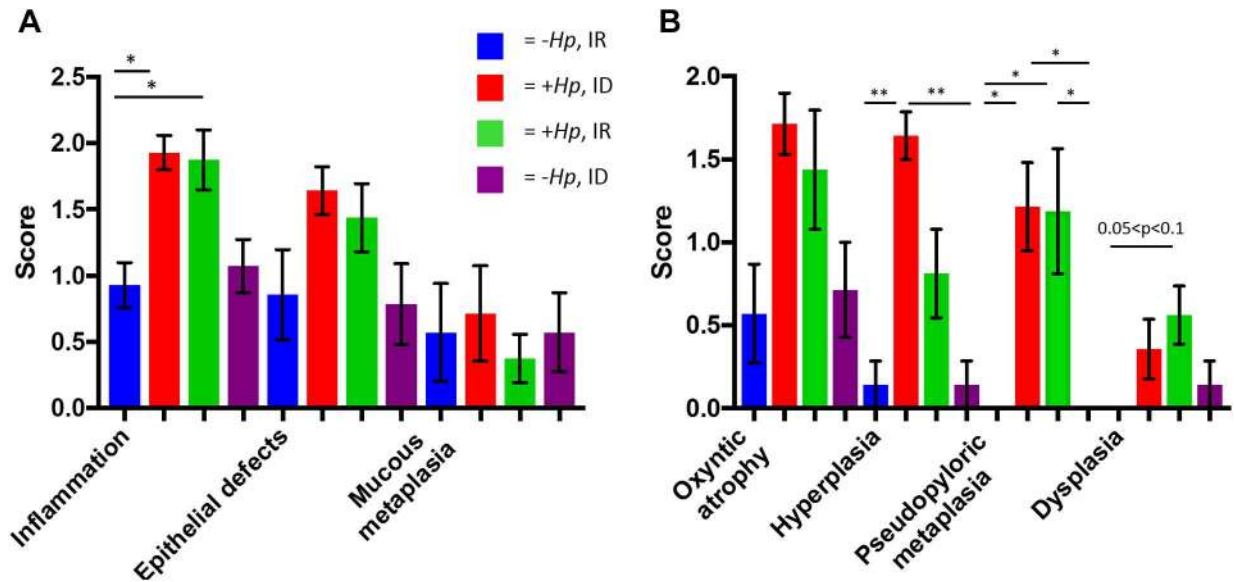 A
= -Hp, IR
= +Hp, ID
= +Hp, IR
= -Hp, ID
*
*
2.5
2.0
1.5
1.0
0.5
0.0
Score
Inflammation
Epithelial defects
Mucous
metaplasia
B
*
*
** ** * *
2.0
1.5
1.0
0.5
0.0
Score
0.05<p<0.1
Oxyntic
atrophy
Hyperplasia
Pseudopyloric
metaplasia
Dysplasia